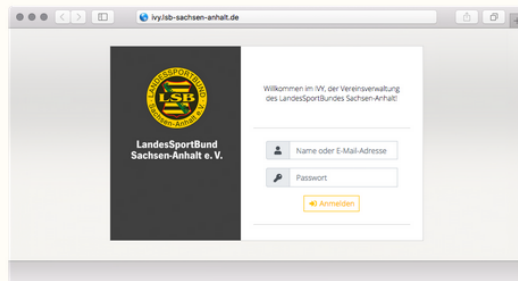 ivy.lsb-sachsen-anhalt.de
LANDESSPORTBUND
LSB
Sachsen-Anhalt e.V.
LandesSportBund
Sachsen-Anhalt e. V.
Willkommen im IVY, der Vereinsverwaltung
des LandesSportBundes Sachsen-Anhalt!
Name oder E-Mail-Adresse
Passwort
Anmelden